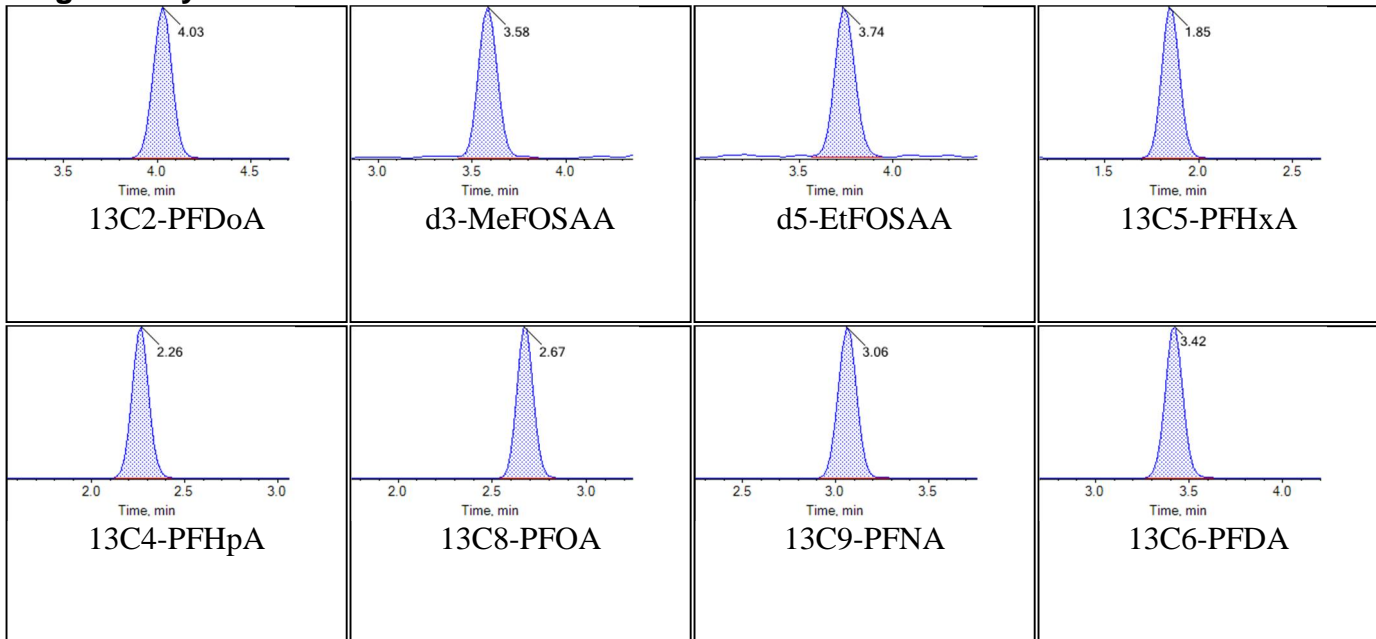 4.03
3.5 4.0 4.5
Time, min
13C2-PFDoA
3.58
3.0 3.5 4.0
Time, min
d3-MeFOSAA
3.74
3.5 4.0
Time, min
d5-EtFOSAA
1.85
1.5 2.0 2.5
Time, min
13C5-PFHxA
2.26
2.0 2.5 3.0
Time, min
13C4-PFHpA
2.67
2.0 2.5 3.0
Time, min
13C8-PFOA
3.06
2.5 3.0 3.5
Time, min
13C9-PFNA
3.42
3.0 3.5 4.0
Time, min
13C6-PFDA